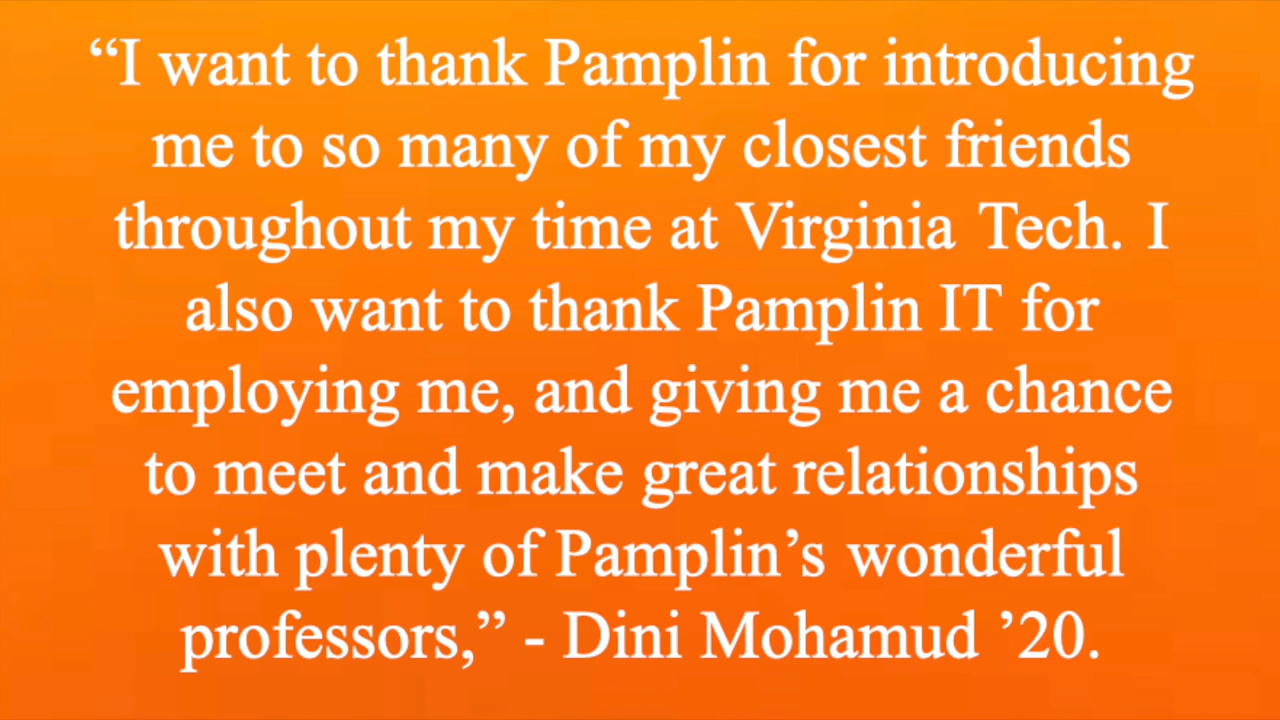 “I want to thank Pamplin for introducing
me to so many of my closest friends
throughout my time at Virginia Tech. I
also want to thank Pamplin IT for
employing me, and giving me a chance
to meet and make great relationships
with plenty of Pamplin’s wonderful
professors,” - Dini Mohamud ’20.